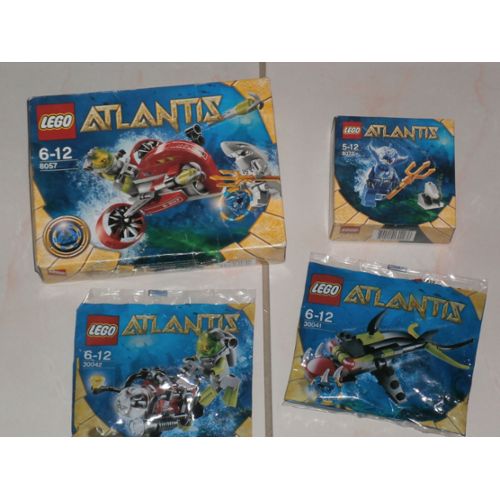 LEGO ATLANTIS
6-12
8057
LEGO ATLANTIS
5-12
LEGO ATLANTIS
6-12
30042
LEGO ATLANTIS
6-12
30041